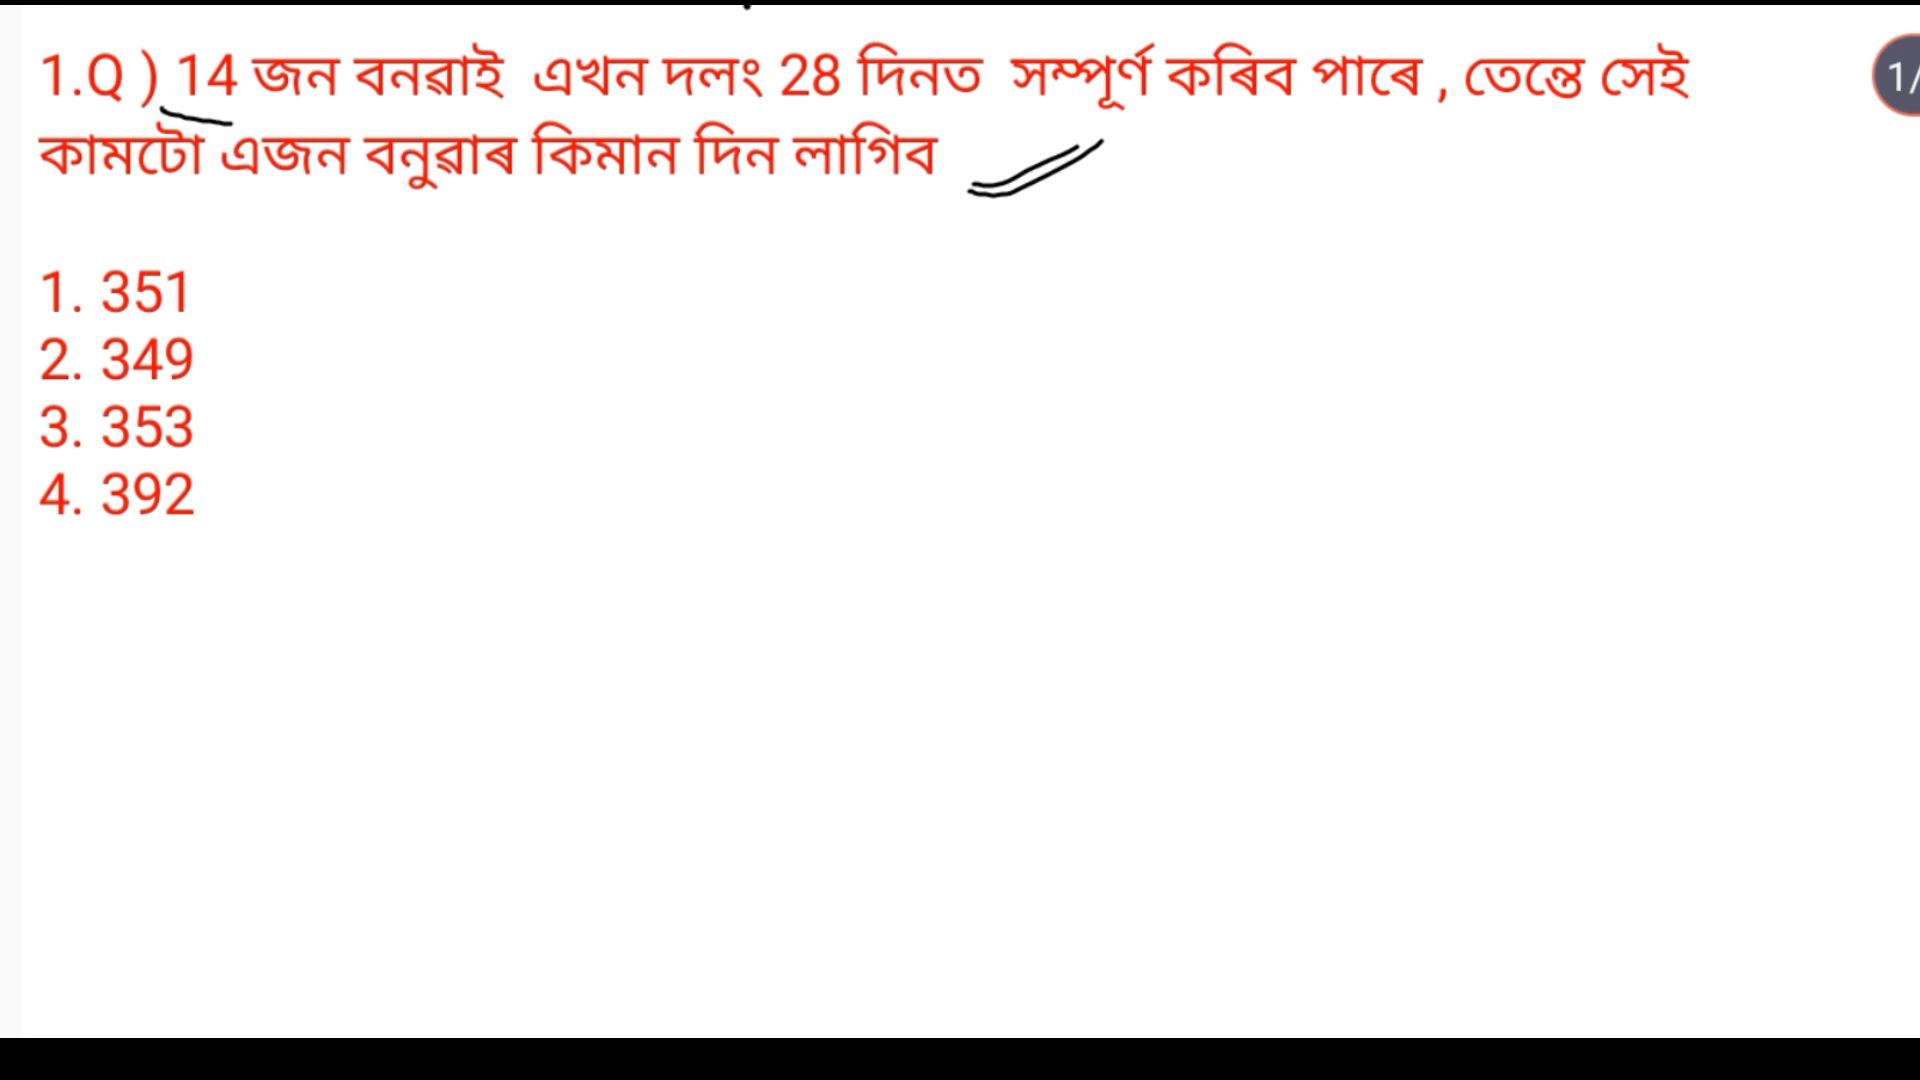 1.Q ) 14 জন বনৱাই  এখন দলং 28 দিনত  সম্পূৰ্ণ কৰিব পাৰে , তেন্তে সেই
কামটো এজন বনুৱাৰ কিমান দিন লাগিব
1. 351
2. 349
3. 353
4. 392
1/